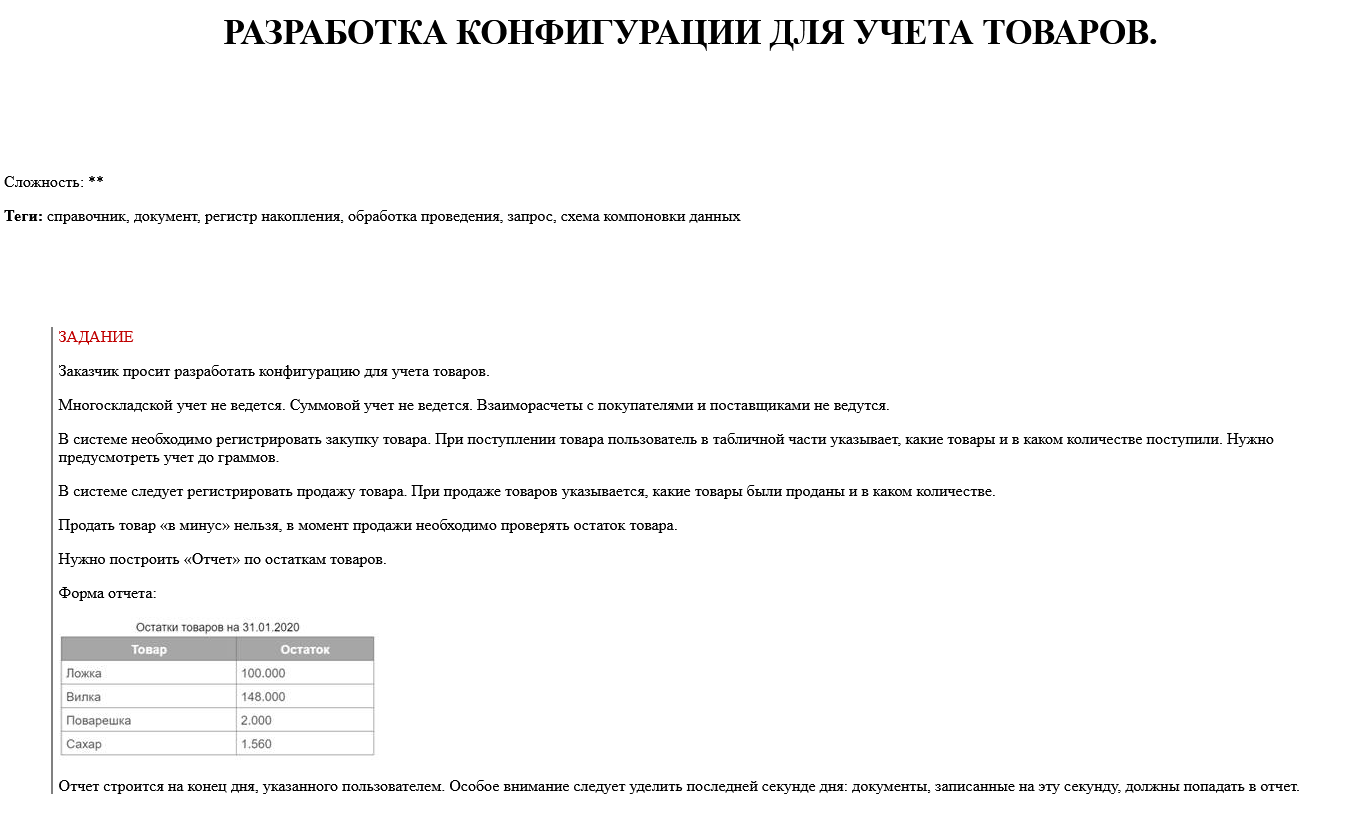 РАЗРАБОТКА КОНФИГУРАЦИИ ДЛЯ УЧЕТА ТОВАРОВ.
Сложность: **
Теги: справочник, документ, регистр накопления, обработка проведения, запрос, схема компоновки данных
ЗАДАНИЕ
Заказчик просит разработать конфигурацию для учета товаров.
Многоскладской учет не ведется. Суммовой учет не ведется. Взаиморасчеты с покупателями и поставщиками не ведутся.
В системе необходимо регистрировать закупку товара. При поступлении товара пользователь в табличной части указывает, какие товары и в каком количестве поступили. Нужно
предусмотреть учет до граммов.
В системе следует регистрировать продажу товара. При продаже товаров указывается, какие товары были проданы и в каком количестве.
Продать товар «в минус» нельзя, в момент продажи необходимо проверять остаток товара.
Нужно построить «Отчет» по остаткам товаров.
Форма отчета:
Остатки товаров на 31.01.2020
Товар Остаток
Ложка 100.000
Вилка 148.000
Поварешка 2.000
Сахар 1.560
Отчет строится на конец дня, указанного пользователем. Особое внимание следует уделить последней секунде дня: документы, записанные на эту секунду, должны попадать в отчет.